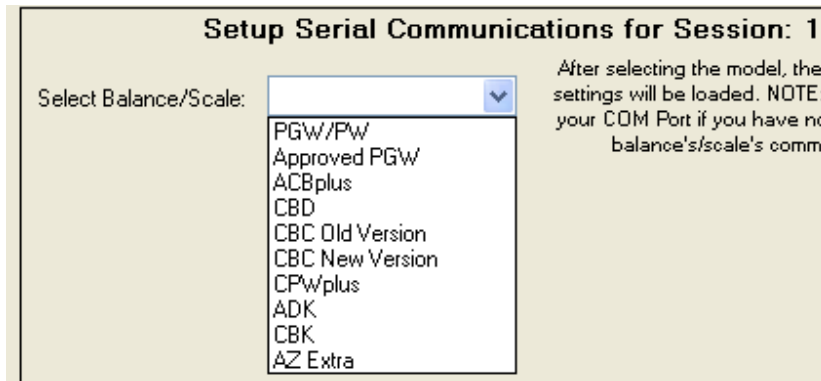 Setup Serial Communications for Session: 1
Select Balance/Scale:
After selecting the model, the
settings will be loaded. NOTE
your COM Port if you have
balance's/scale's
PGW/PW
Approved PGW
ACBplus
CBD
CBC Old Version
CBC New Version
CPWplus
ADK
CBK
AZ Extra